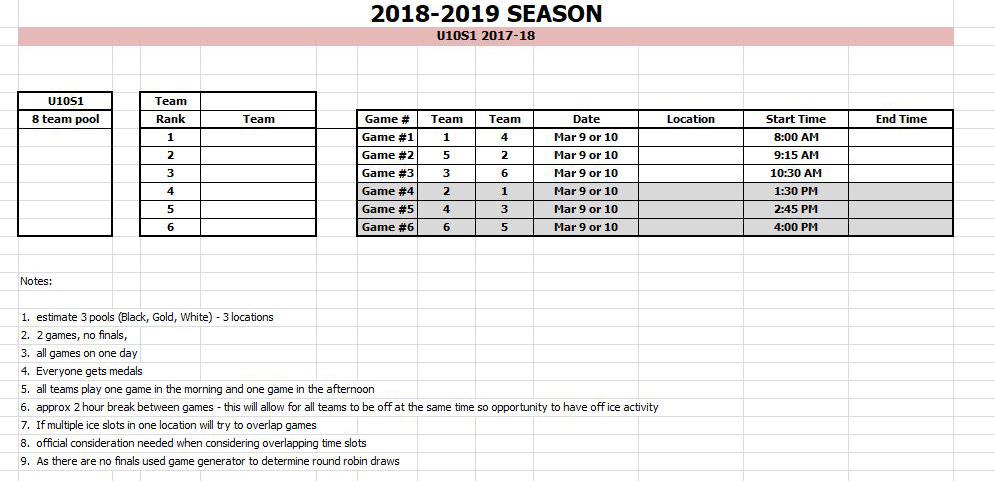 2018-2019 SEASON
U10S1 2017-18
U10S1
8 team pool
Team
Rank Team
1
2
3
4
5
6
Game # Team Team Date Location Start Time End Time
Game #1 1 4 Mar 9 or 10 8:00 AM
Game #2 5 2 Mar 9 or 10 9:15 AM
Game #3 3 6 Mar 9 or 10 10:30 AM
Game #4 2 1 Mar 9 or 10 1:30 PM
Game #5 4 3 Mar 9 or 10 2:45 PM
Game #6 6 5 Mar 9 or 10 4:00 PM
Notes:
1. estimate 3 pools (Black, Gold, White) - 3 locations
2. 2 games, no finals,
3. all games on one day
4. Everyone gets medals
5. all teams play one game in the morning and one game in the afternoon
6. approx 2 hour break between games - this will allow for all teams to be off at the same time so opportunity to have off ice activity
7. If multiple ice slots in one location will try to overlap games
8. official consideration needed when considering overlapping time slots
9. As there are no finals used game generator to determine round robin draws